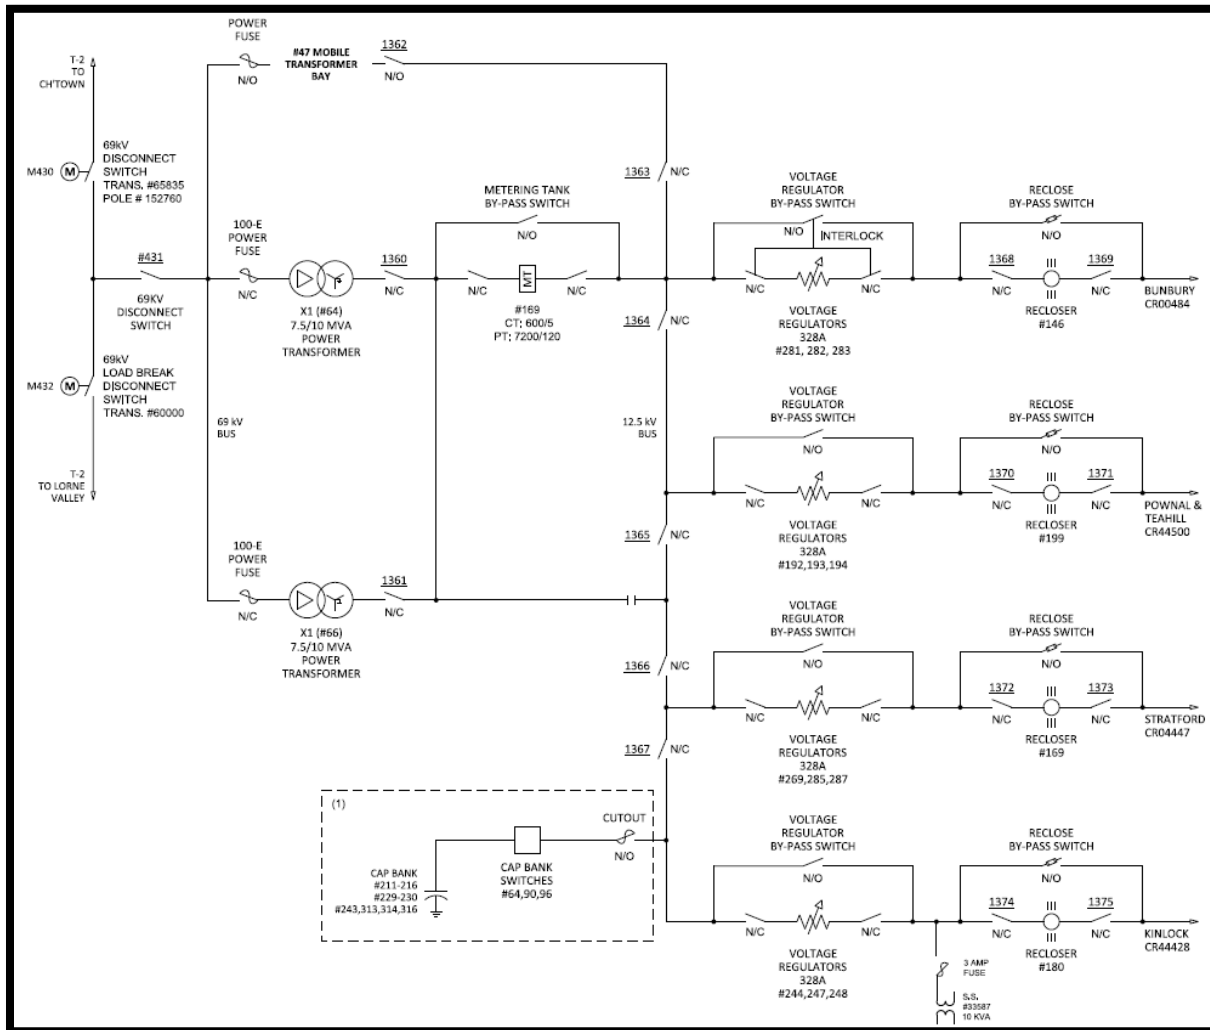 POWER
FUSE
N/O
#47 MOBILE
TRANSFORMER
BAY
1362
N/O
T-2
TO
CH'TOWN
M430
M
69kV
DISCONNECT
SWITCH
TRANS. #65835
POLE # 152760
1363
N/C
METERING TANK
BY-PASS SWITCH
N/O
VOLTAGE
REGULATOR
BY-PASS SWITCH
N/O
INTERLOCK
RECLOSE
BY-PASS SWITCH
N/O
#431
69KV
DISCONNECT
SWITCH
100-E
POWER
FUSE
N/C
X1 (#64)
7.5/10 MVA
POWER
TRANSFORMER
1360
N/C
N/C
MT
N/C
#169
CT: 600/5
PT: 7200/120
1364
N/C
N/C
N/C
VOLTAGE
REGULATORS
328A
#281, 282, 283
1368
N/C
1369
N/C
RECLOSER
#146
BUNBURY
CR00484
M432
M
69kV
LOAD BREAK
DISCONNECT
SWITCH
TRANS. #60000
69 kV
BUS
12.5 kV
BUS
T-2
TO LORNE
VALLEY
VOLTAGE
REGULATOR
BY-PASS SWITCH
N/O
RECLOSE
BY-PASS SWITCH
N/O
N/C
N/C
VOLTAGE
REGULATORS
328A
#192,193,194
1370
N/C
1371
N/C
RECLOSER
#199
POWNAL &
TEAHILL
CR44500
1365
N/C
100-E
POWER
FUSE
N/C
X1 (#66)
7.5/10 MVA
POWER
TRANSFORMER
1361
N/C
VOLTAGE
REGULATOR
BY-PASS SWITCH
N/O
RECLOSE
BY-PASS SWITCH
N/O
1366
N/C
N/C
N/C
VOLTAGE
REGULATORS
328A
#269,285,287
1372
N/C
1373
N/C
RECLOSER
#169
STRATFORD
CR04447
1367
N/C
(1)
CUTOUT
N/O
CAP BANK
SWITCHES
#64,90,96
CAP BANK
#211-216
#229-230
#243,313,314,316
VOLTAGE
REGULATOR
BY-PASS SWITCH
N/O
RECLOSE
BY-PASS SWITCH
N/O
N/C
N/C
VOLTAGE
REGULATORS
328A
#244,247,248
1374
N/C
1375
N/C
RECLOSER
#180
KINLOCK
CR44428
3 AMP
FUSE
S.S.
#33587
10 KVA